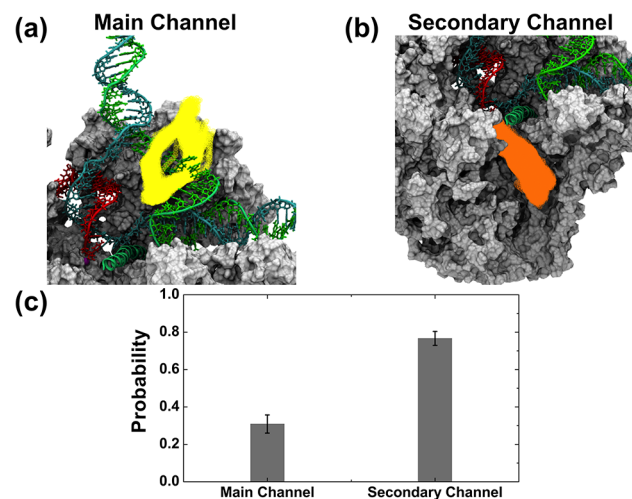 (a) Main Channel
(b) Secondary Channel
(c)
Probability
1.0
0.8
0.6
0.4
0.2
0.0
Main Channel Secondary Channel